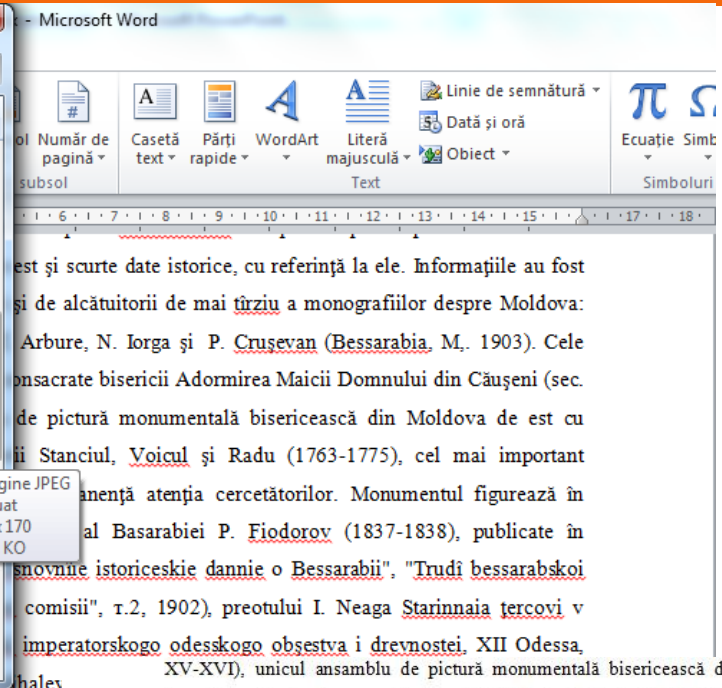 - Microsoft Word
Număr de pagină
subsol
Casetă text
Părți rapide
WordArt
Literă majusculă
Linie de semnătură
Dată și oră
Obiect
Text
π Ecuație
Ω Simb
Simboluri
6 7 8 9 10 11 12 13 14 15 17 18
est şi scurte date istorice, cu referinţă la ele. Informaţiile au fost
şi de alcătuitorii de mai tîrziu a monografiilor despre Moldova:
Arbure, N. Iorga şi P. Cruşevan (Bessarabia, M,. 1903). Cele
onsacrate bisericii Adormirea Maicii Domnului din Căuşeni (sec.
de pictură monumentală bisericească din Moldova de est cu
ii Stanciul, Voicul şi Radu (1763-1775), cel mai important
gine JPEG
anenţă atenţia cercetătorilor. Monumentul figurează în
170
al Basarabiei P. Fiodorov (1837-1838), publicate în
KO
snovnîie istoriceskie dannie o Bessarabii", "Trudî bessarabskoi
comisii", т.2, 1902), preotului I. Neaga Starinnaia ţercovi v
imperatorskogo odesskogo obşestva i drevnostei, XII Odessa,
XV-XVI), unicul ansamblu de pictură monumentală bisericească d
halev